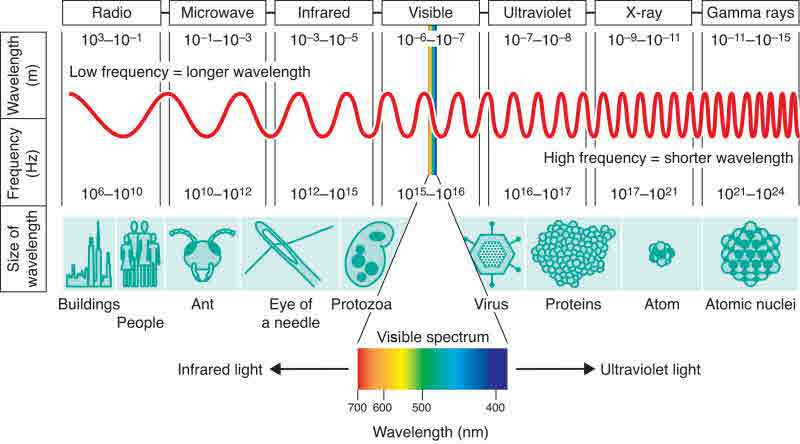 Radio
Microwave
Infrared
Visible
Ultraviolet
X-ray
Gamma rays
Wavelength
(m)
10³–10⁻¹
10⁻¹–10⁻³
10⁻³–10⁻⁵
10⁻⁶–10⁻⁷
10⁻⁷–10⁻⁸
10⁻⁹–10⁻¹¹
10⁻¹¹–10⁻¹⁵
Low frequency = longer wavelength
High frequency = shorter wavelength
Frequency
(Hz)
10⁶–10¹⁰
10¹⁰–10¹²
10¹²–10¹⁵
10¹⁵–10¹⁶
10¹⁶–10¹⁷
10¹⁷–10²¹
10²¹–10²⁴
Size of
wavelength
Buildings
People
Ant
Eye of
a needle
Protozoa
Virus
Proteins
Atom
Atomic nuclei
Visible spectrum
Infrared light
Ultraviolet light
700
600
500
400
Wavelength (nm)